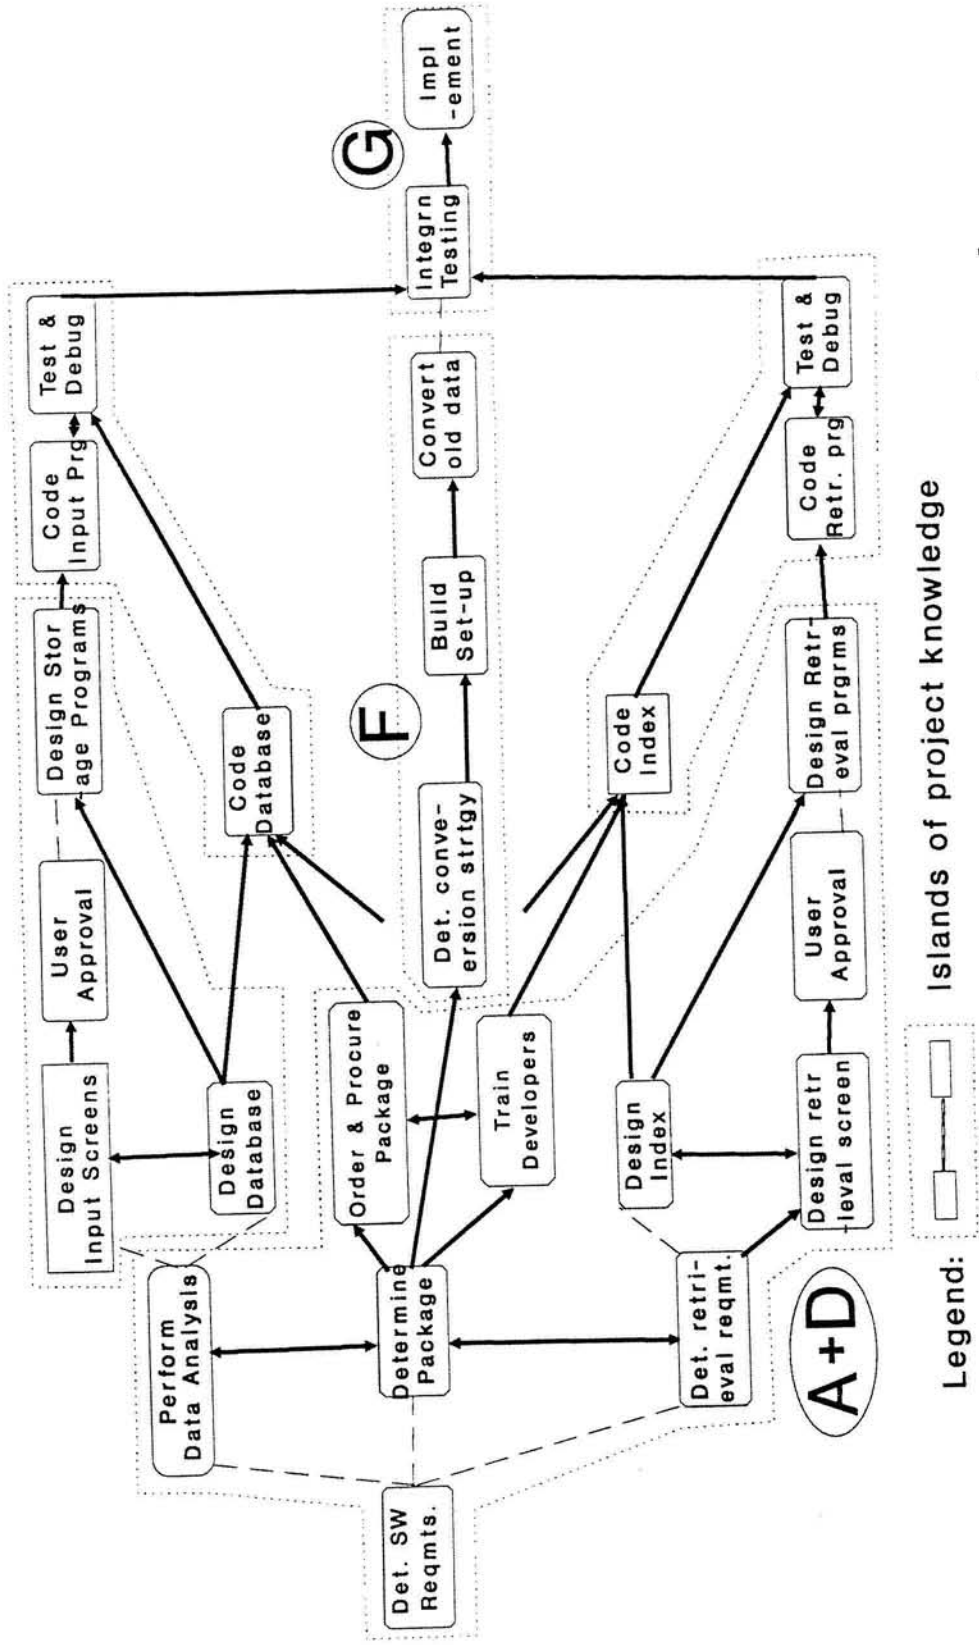 Det. SW
Reqmts.
Perform
Data Analysis
Determine
Package
Det. retri-
eval reqmt.
A+D
Design
Input Screens
Design
Database
Order & Procure
Package
Train
Developers
Design
Index
Design retr
-ieval screen
User
Approval
User
Approval
Det. conve-
ersion strtgy
F
Design Stor
age Programs
Code
Database
Build
Set-up
Code
Index
Design Retr-
eval prgrms
Code
Input Prg
Convert
old data
Code
Retr. prg
Test &
Debug
Integrn
Testing
Test &
Debug
G
Impl
-ement
Legend:
Islands of project knowledge